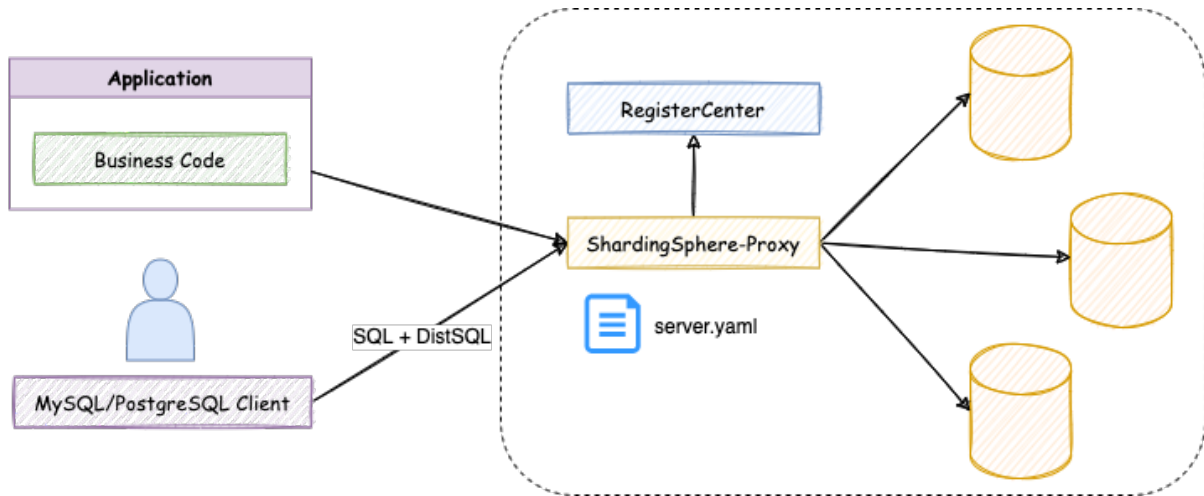 Application
Business Code
RegisterCenter
ShardingSphere-Proxy
server.yaml
SQL + DistSQL
MySQL/PostgreSQL Client